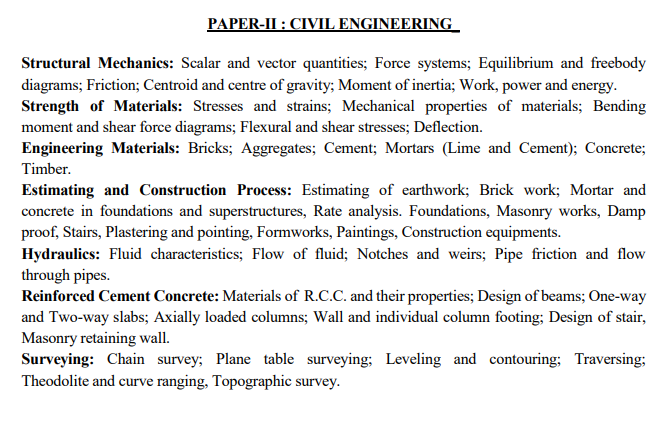 PAPER-II : CIVIL ENGINEERING
Structural Mechanics: Scalar and vector quantities; Force systems; Equilibrium and freebody
diagrams; Friction; Centroid and centre of gravity; Moment of inertia; Work, power and energy.
Strength of Materials: Stresses and strains; Mechanical properties of materials; Bending
moment and shear force diagrams; Flexural and shear stresses; Deflection.
Engineering Materials: Bricks; Aggregates; Cement; Mortars (Lime and Cement); Concrete;
Timber.
Estimating and Construction Process: Estimating of earthwork; Brick work; Mortar and
concrete in foundations and superstructures, Rate analysis. Foundations, Masonry works, Damp
proof, Stairs, Plastering and pointing, Formworks, Paintings, Construction equipments.
Hydraulics: Fluid characteristics; Flow of fluid; Notches and weirs; Pipe friction and flow
through pipes.
Reinforced Cement Concrete: Materials of R.C.C. and their properties; Design of beams; One-way
and Two-way slabs; Axially loaded columns; Wall and individual column footing; Design of stair,
Masonry retaining wall.
Surveying: Chain survey; Plane table surveying; Leveling and contouring; Traversing;
Theodolite and curve ranging, Topographic survey.